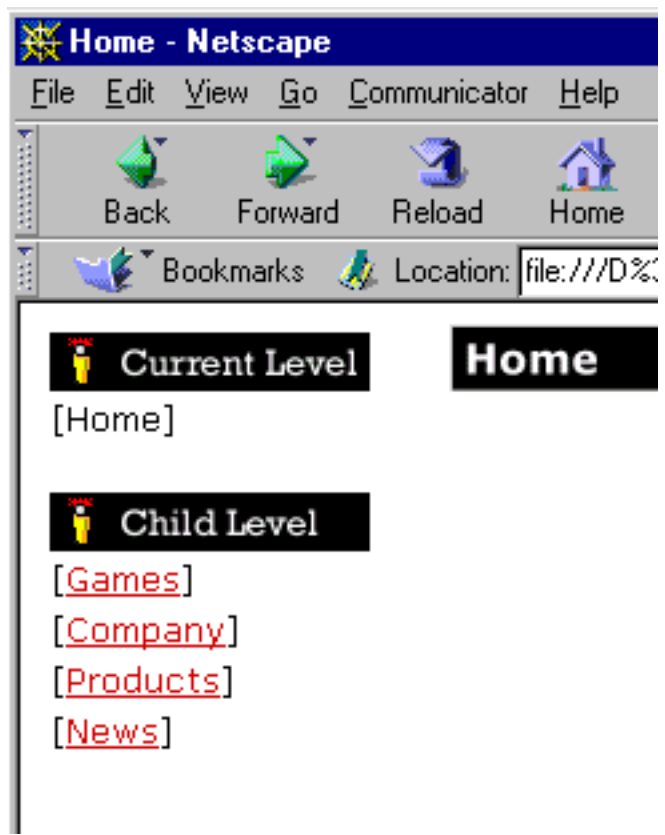 Home - Netscape
File Edit View Go Communicator Help
Back Forward Reload Home
Bookmarks Location: file:///D%3
Current Level
Home
[Home]
Child Level
[Games]
[Company]
[Products]
[News]